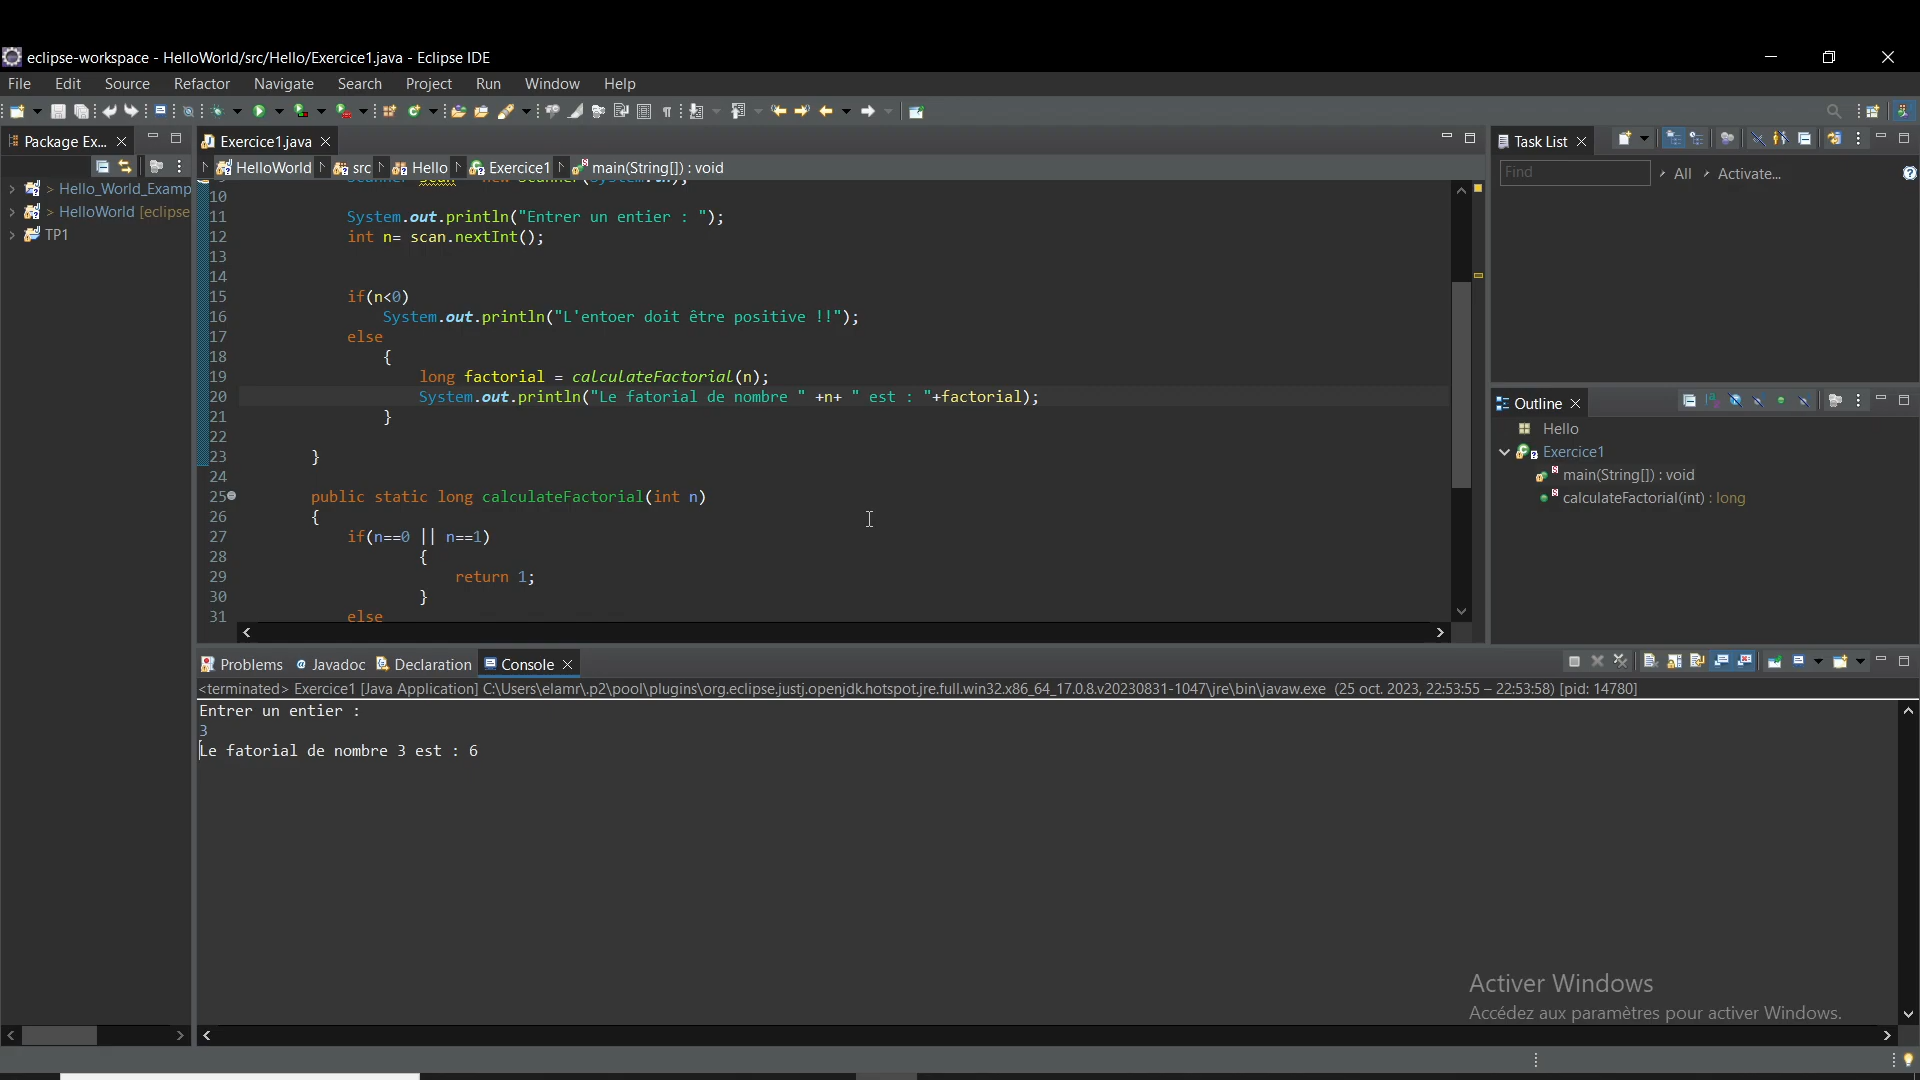 eclipse-workspace - HelloWorld/src/Hello/Exercice1.java - Eclipse IDE
File Edit Source Refactor Navigate Search Project Run Window Help
Package Ex...
Exercice1.java
Task List
HelloWorld src Hello Exercice1 main(String[]) : void
Find All Activate...
> Hello_World_Examp
> HelloWorld [eclipse
TP1
10
11 System.out.println("Entrer un entier : ");
12 int n= scan.nextInt();
13
14
15 if(n<0)
16 System.out.println("L'entoer doit être positive !!");
17 else
18 {
19 long factorial = calculateFactorial(n);
20 System.out.println("Le fatorial de nombre " +n+ " est : "+factorial);
21 }
22
23 }
24
25 public static long calculateFactorial(int n)
26 {
27 if(n==0 || n==1)
28 {
29 return 1;
30 }
31 else
Outline
Hello
Exercice1
main(String[]) : void
calculateFactorial(int) : long
Problems Javadoc Declaration Console
<terminated> Exercice1 [Java Application] C:\Users\elamr\.p2\pool\plugins\org.eclipse.justj.openjdk.hotspot.jre.full.win32.x86_64_17.0.8.v20230831-1047\jre\bin\javaw.exe (25 oct. 2023, 22:53:55 – 22:53:58) [pid: 14780]
Entrer un entier :
3
Le fatorial de nombre 3 est : 6
Activer Windows
Accédez aux paramètres pour activer Windows.